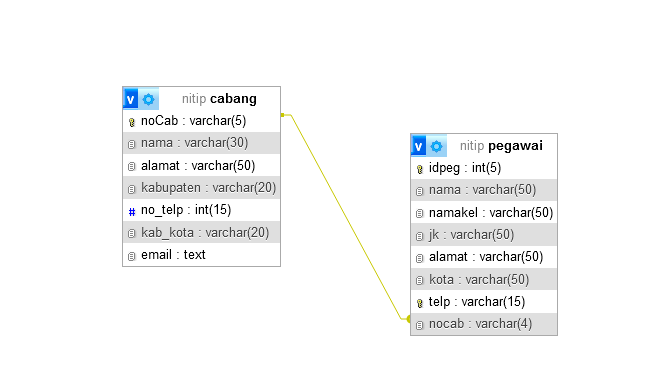 v nitip cabang
noCab : varchar(5)
nama : varchar(30)
alamat : varchar(50)
kabupaten : varchar(20)
# no_telp : int(15)
kab_kota : varchar(20)
email : text
v nitip pegawai
idpeg : int(5)
nama : varchar(50)
namakel : varchar(50)
jk : varchar(50)
alamat : varchar(50)
kota : varchar(50)
telp : varchar(15)
nocab : varchar(4)